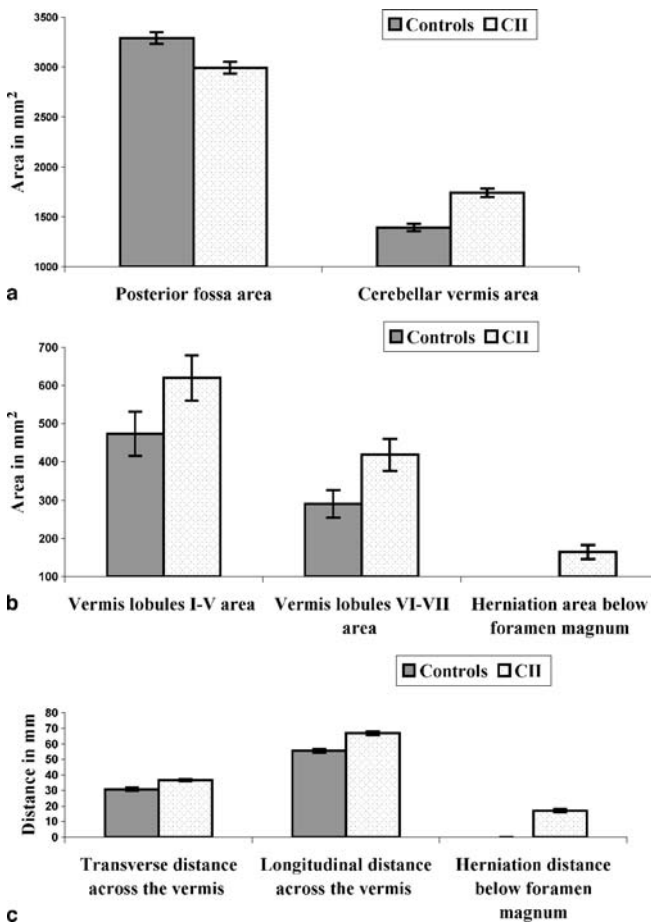 Controls CII
Area in mm²
3500
3000
2500
2000
1500
1000
Posterior fossa area Cerebellar vermis area
a
Controls CII
Area in mm²
700
600
500
400
300
200
100
Vermis lobules I-V area Vermis lobules VI-VII Herniation area below
area foramen magnum
b
Controls CII
Distance in mm
80
70
60
50
40
30
20
10
0
Transverse distance Longitudinal distance Herniation distance
across the vermis across the vermis below foramen
magnum
c